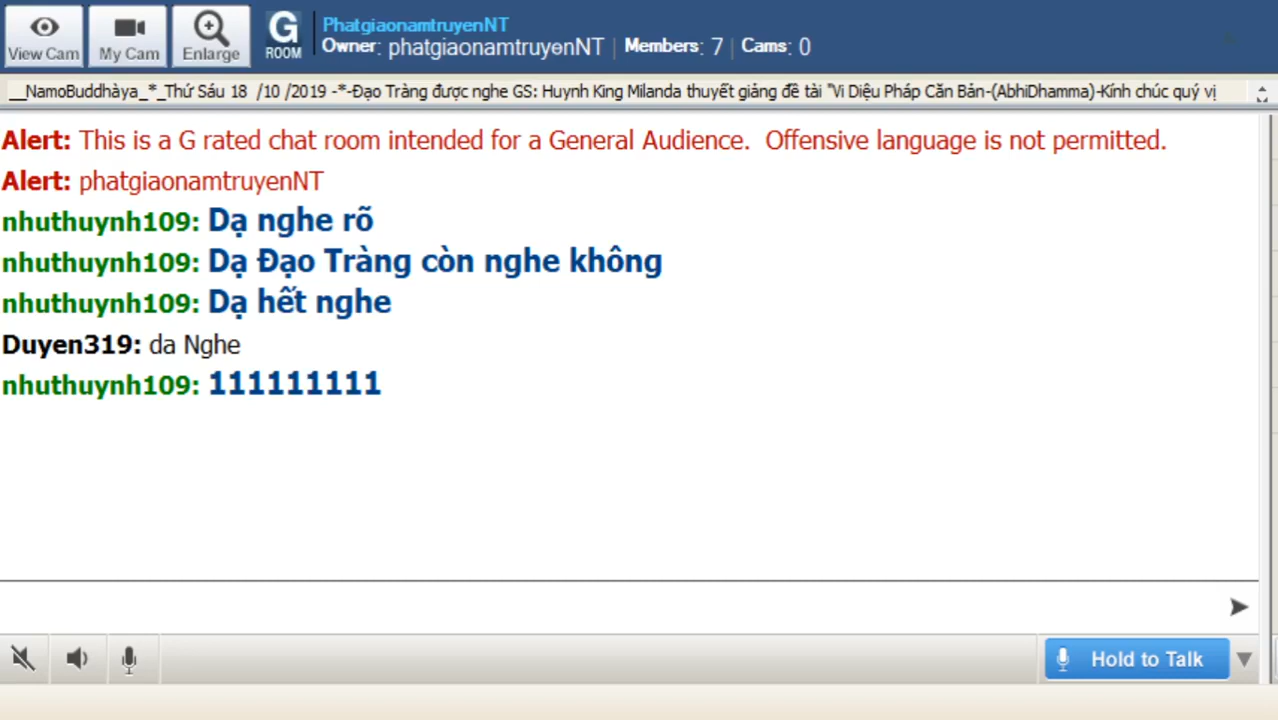 View Cam
My Cam
Enlarge
G
ROOM
PhatgiaonamtruyenNT
Owner: phatgiaonamtruyenNT | Members: 7 | Cams: 0
__NamoBuddhàya_*_Thứ Sáu 18 /10 /2019 -*-Đạo Tràng được nghe GS: Huynh King Milanda thuyết giảng đề tài "Vi Diệu Pháp Căn Bản-(AbhiDhamma)-Kính chúc quý vị
Alert: This is a G rated chat room intended for a General Audience. Offensive language is not permitted.
Alert: phatgiaonamtruyenNT
nhuthuynh109: Dạ nghe rõ
nhuthuynh109: Dạ Đạo Tràng còn nghe không
nhuthuynh109: Dạ hết nghe
Duyen319: da Nghe
nhuthuynh109: 111111111
Hold to Talk